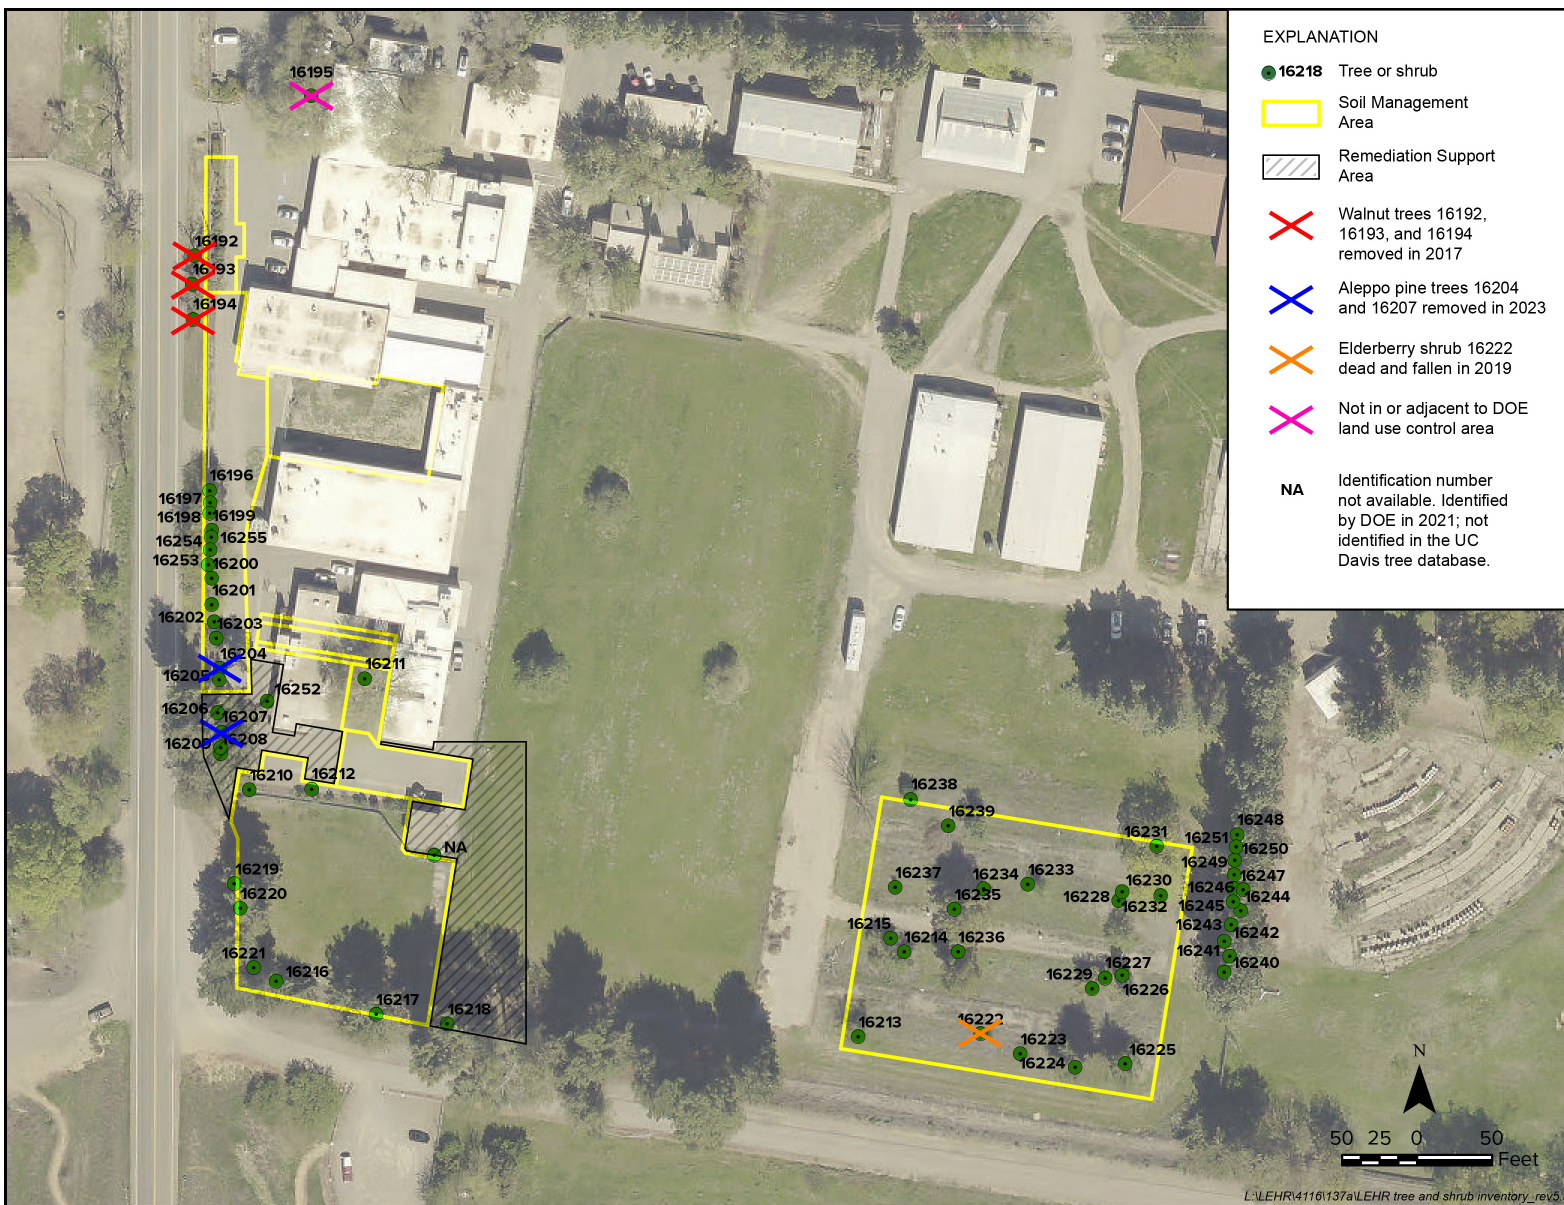 EXPLANATION
16218 Tree or shrub
Soil Management
Area
Remediation Support
Area
Walnut trees 16192,
16193, and 16194
removed in 2017
Aleppo pine trees 16204
and 16207 removed in 2023
Elderberry shrub 16222
dead and fallen in 2019
Not in or adjacent to DOE
land use control area
NA
Identification number
not available. Identified
by DOE in 2021; not
identified in the UC
Davis tree database.
16195
16192
16193
16194
16196
16197
16198
16199
16254
16255
16253
16200
16201
16202
16203
16204
16205
16211
16252
16206
16207
16208
16210
16212
NA
16219
16220
16221
16216
16217
16218
16238
16239
16231
16237
16234
16233
16235
16228
16230
16232
16215
16214
16236
16229
16227
16226
16213
16222
16223
16224
16225
16248
16251
16250
16249
16247
16246
16244
16245
16243
16242
16241
16240
N
50 25 0 50
Feet
L:\LEHR\4116\137a\LEHR tree and shrub inventory_rev5